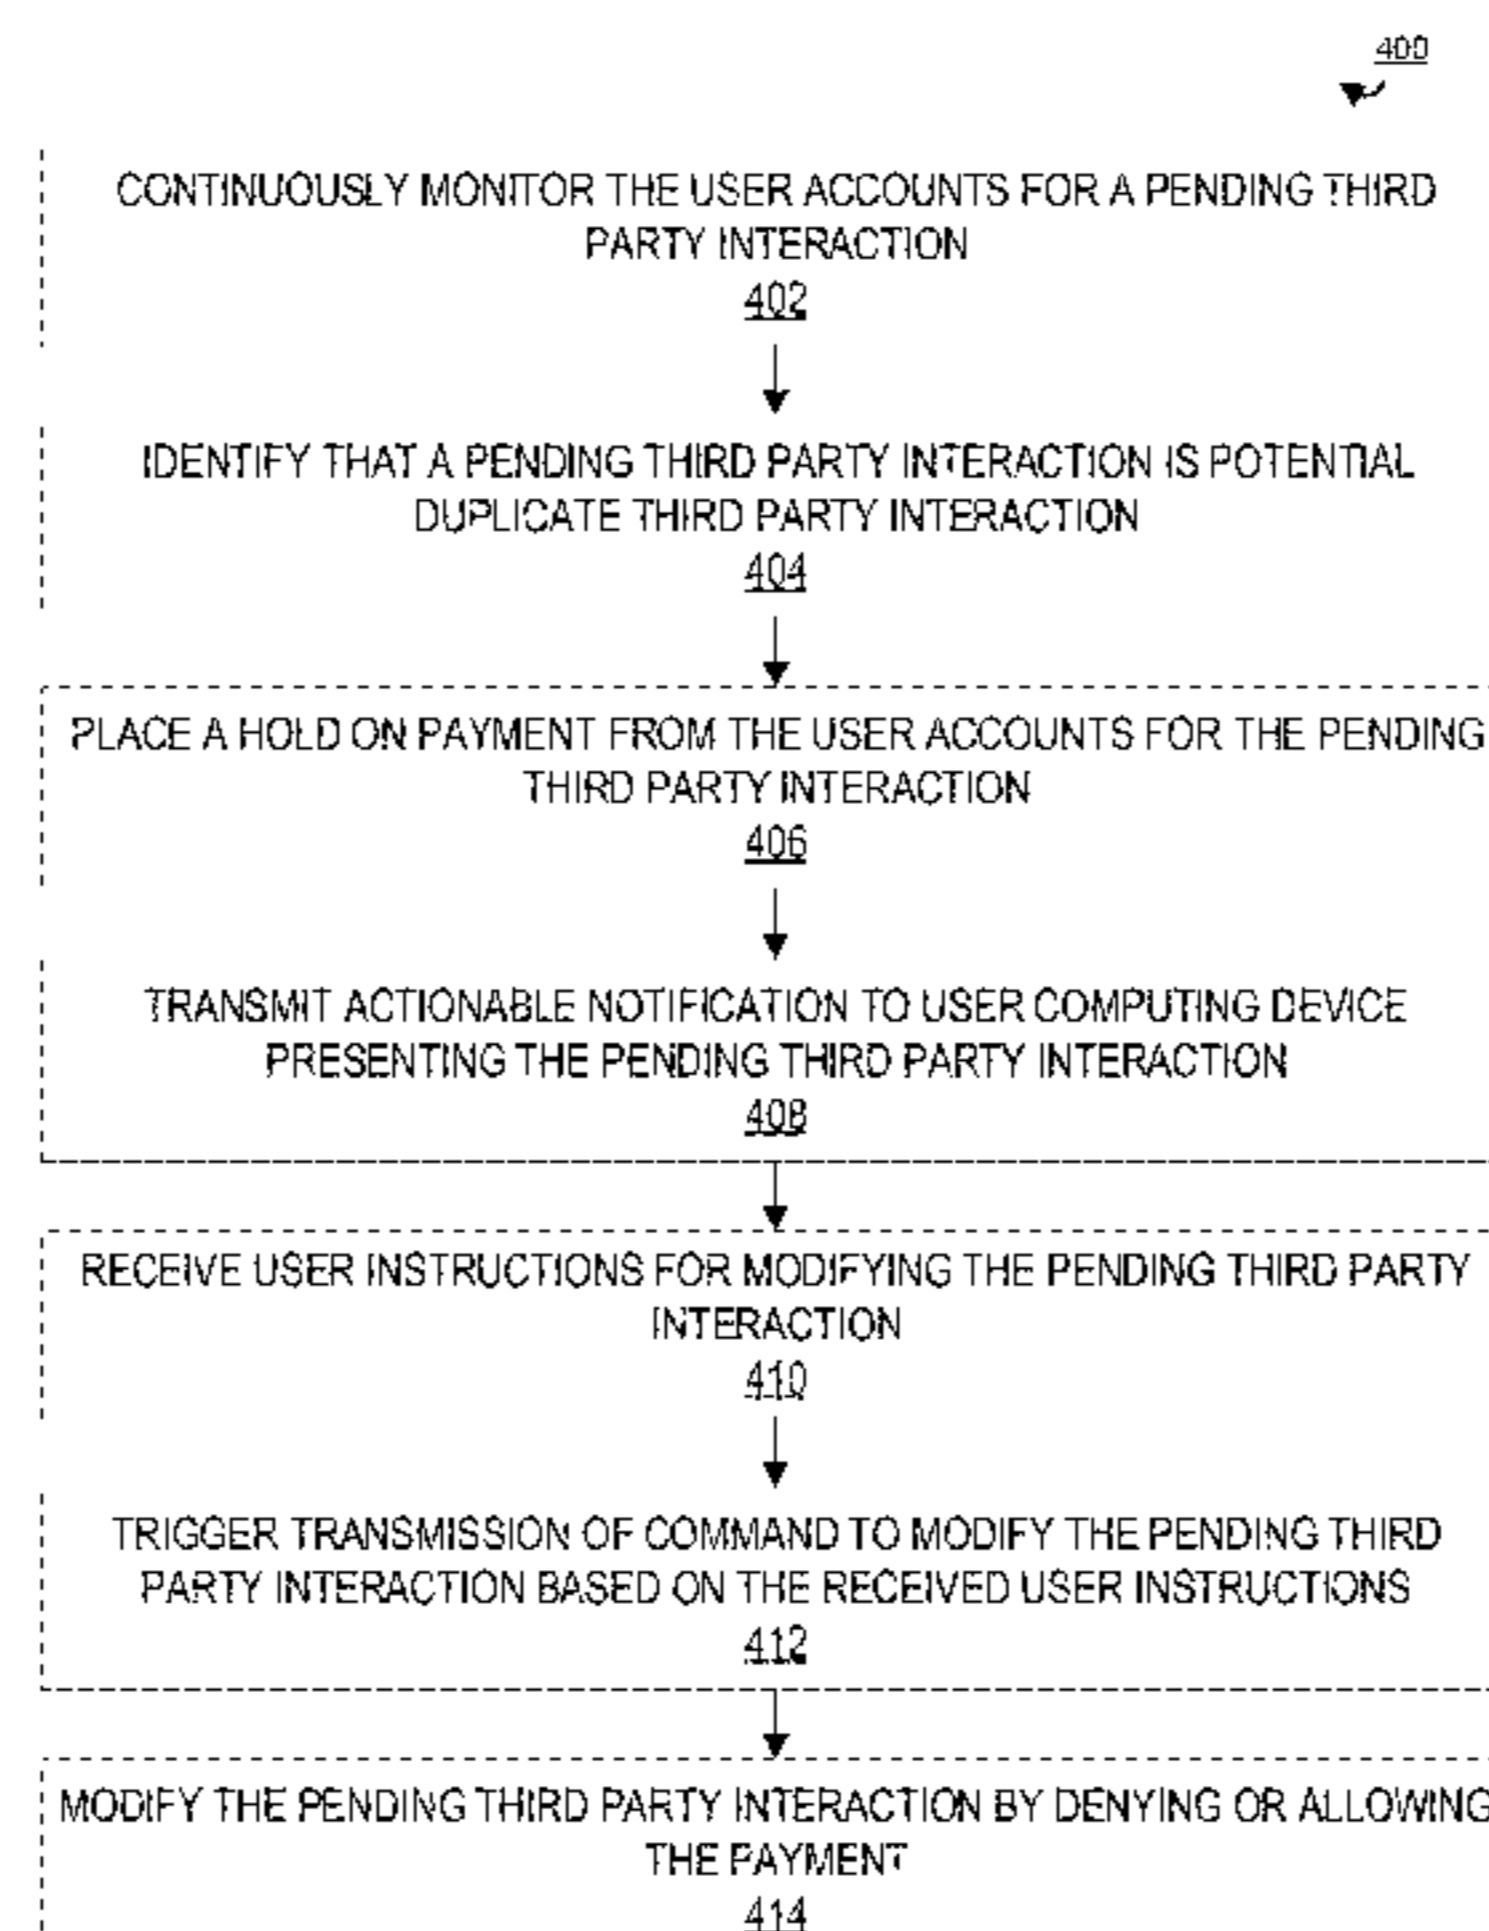 400
CONTINUOUSLY MONITOR THE USER ACCOUNTS FOR A PENDING THIRD
PARTY INTERACTION
402
IDENTIFY THAT A PENDING THIRD PARTY INTERACTION IS POTENTIAL
DUPLICATE THIRD PARTY INTERACTION
404
PLACE A HOLD ON PAYMENT FROM THE USER ACCOUNTS FOR THE PENDING
THIRD PARTY INTERACTION
406
TRANSMIT ACTIONABLE NOTIFICATION TO USER COMPUTING DEVICE
PRESENTING THE PENDING THIRD PARTY INTERACTION
408
RECEIVE USER INSTRUCTIONS FOR MODIFYING THE PENDING THIRD PARTY
INTERACTION
410
TRIGGER TRANSMISSION OF COMMAND TO MODIFY THE PENDING THIRD
PARTY INTERACTION BASED ON THE RECEIVED USER INSTRUCTIONS
412
MODIFY THE PENDING THIRD PARTY INTERACTION BY DENYING OR ALLOWING
THE PAYMENT
414